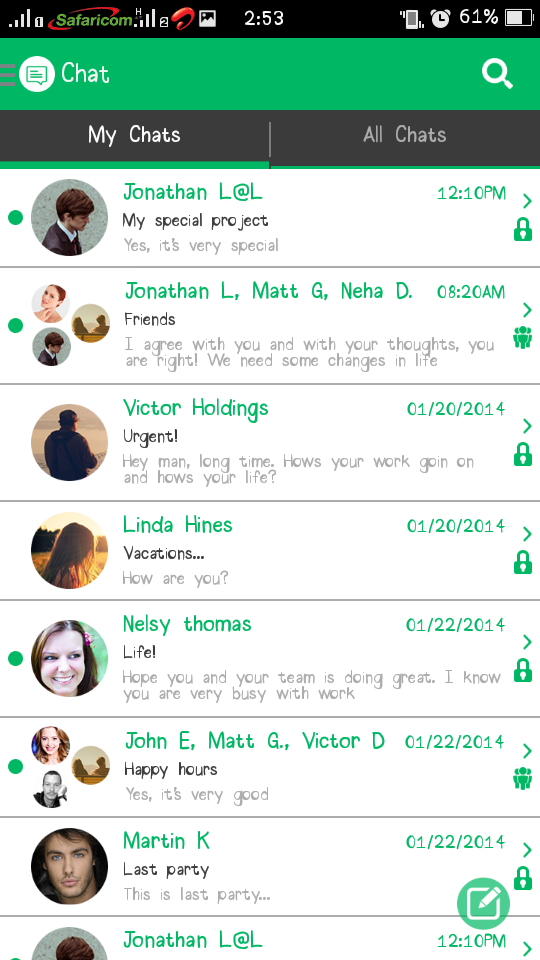 1 Safaricom H 2 2:53 61%
Chat
My Chats All Chats
Jonathan L@L 12:10PM
My special project
Yes, it's very special
Jonathan L, Matt G, Neha D. 08:20AM
Friends
I agree with you and with your thoughts, you
are right! We need some changes in life
Victor Holdings 01/20/2014
Urgent!
Hey man, long time. Hows your work goin on
and hows your life?
Linda Hines 01/20/2014
Vacations...
How are you?
Nelsy thomas 01/22/2014
Life!
Hope you and your team is doing great. I know
you are very busy with work
John E, Matt G., Victor D 01/22/2014
Happy hours
Yes, it's very good
Martin K 01/22/2014
Last party
This is last party...
Jonathan L@L 12:10PM